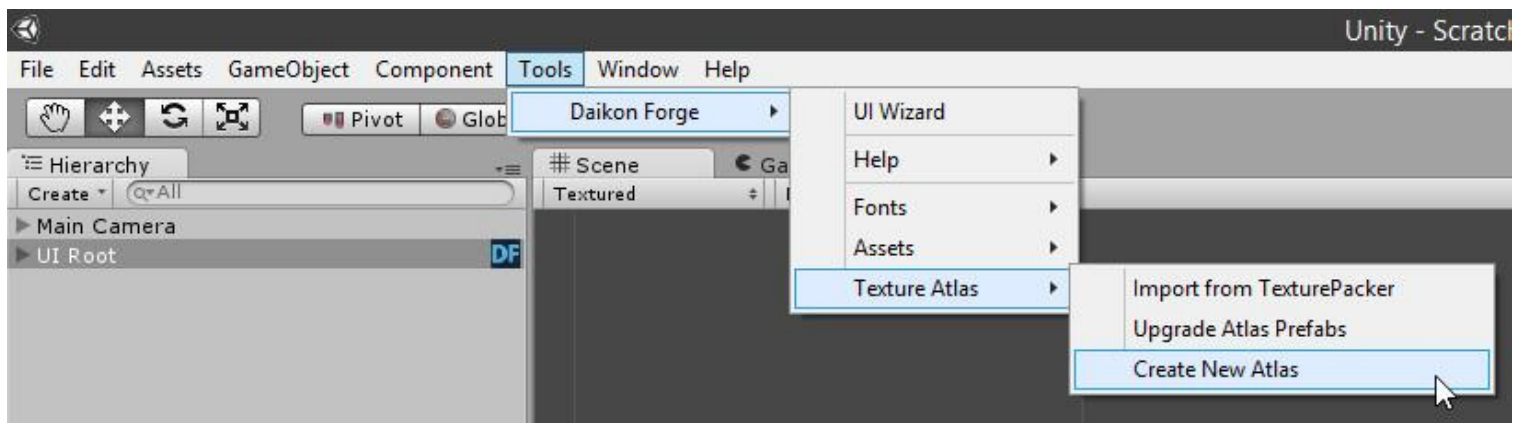 Unity - Scratch
File Edit Assets GameObject Component Tools Window Help
Pivot Glob
Daikon Forge
UI Wizard
Help
Fonts
Assets
Texture Atlas
Import from TexturePacker
Upgrade Atlas Prefabs
Create New Atlas
Hierarchy
Create All
Main Camera
UI Root DF
Scene Ga
Textured